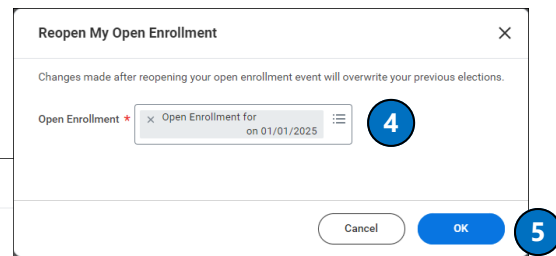 Reopen My Open Enrollment
Changes made after reopening your open enrollment event will overwrite your previous elections.
Open Enrollment * × Open Enrollment for
on 01/01/2025
4
Cancel OK 5